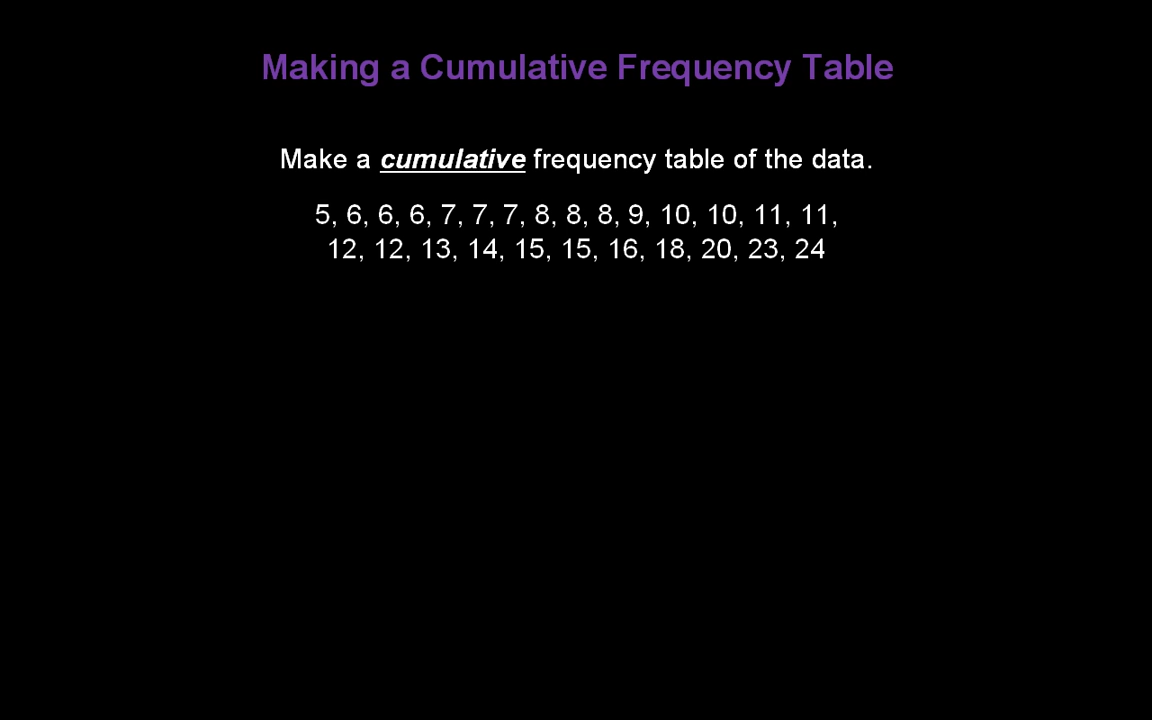 Making a Cumulative Frequency Table
Make a cumulative frequency table of the data.
5, 6, 6, 6, 7, 7, 7, 8, 8, 8, 9, 10, 10, 11, 11,
12, 12, 13, 14, 15, 15, 16, 18, 20, 23, 24